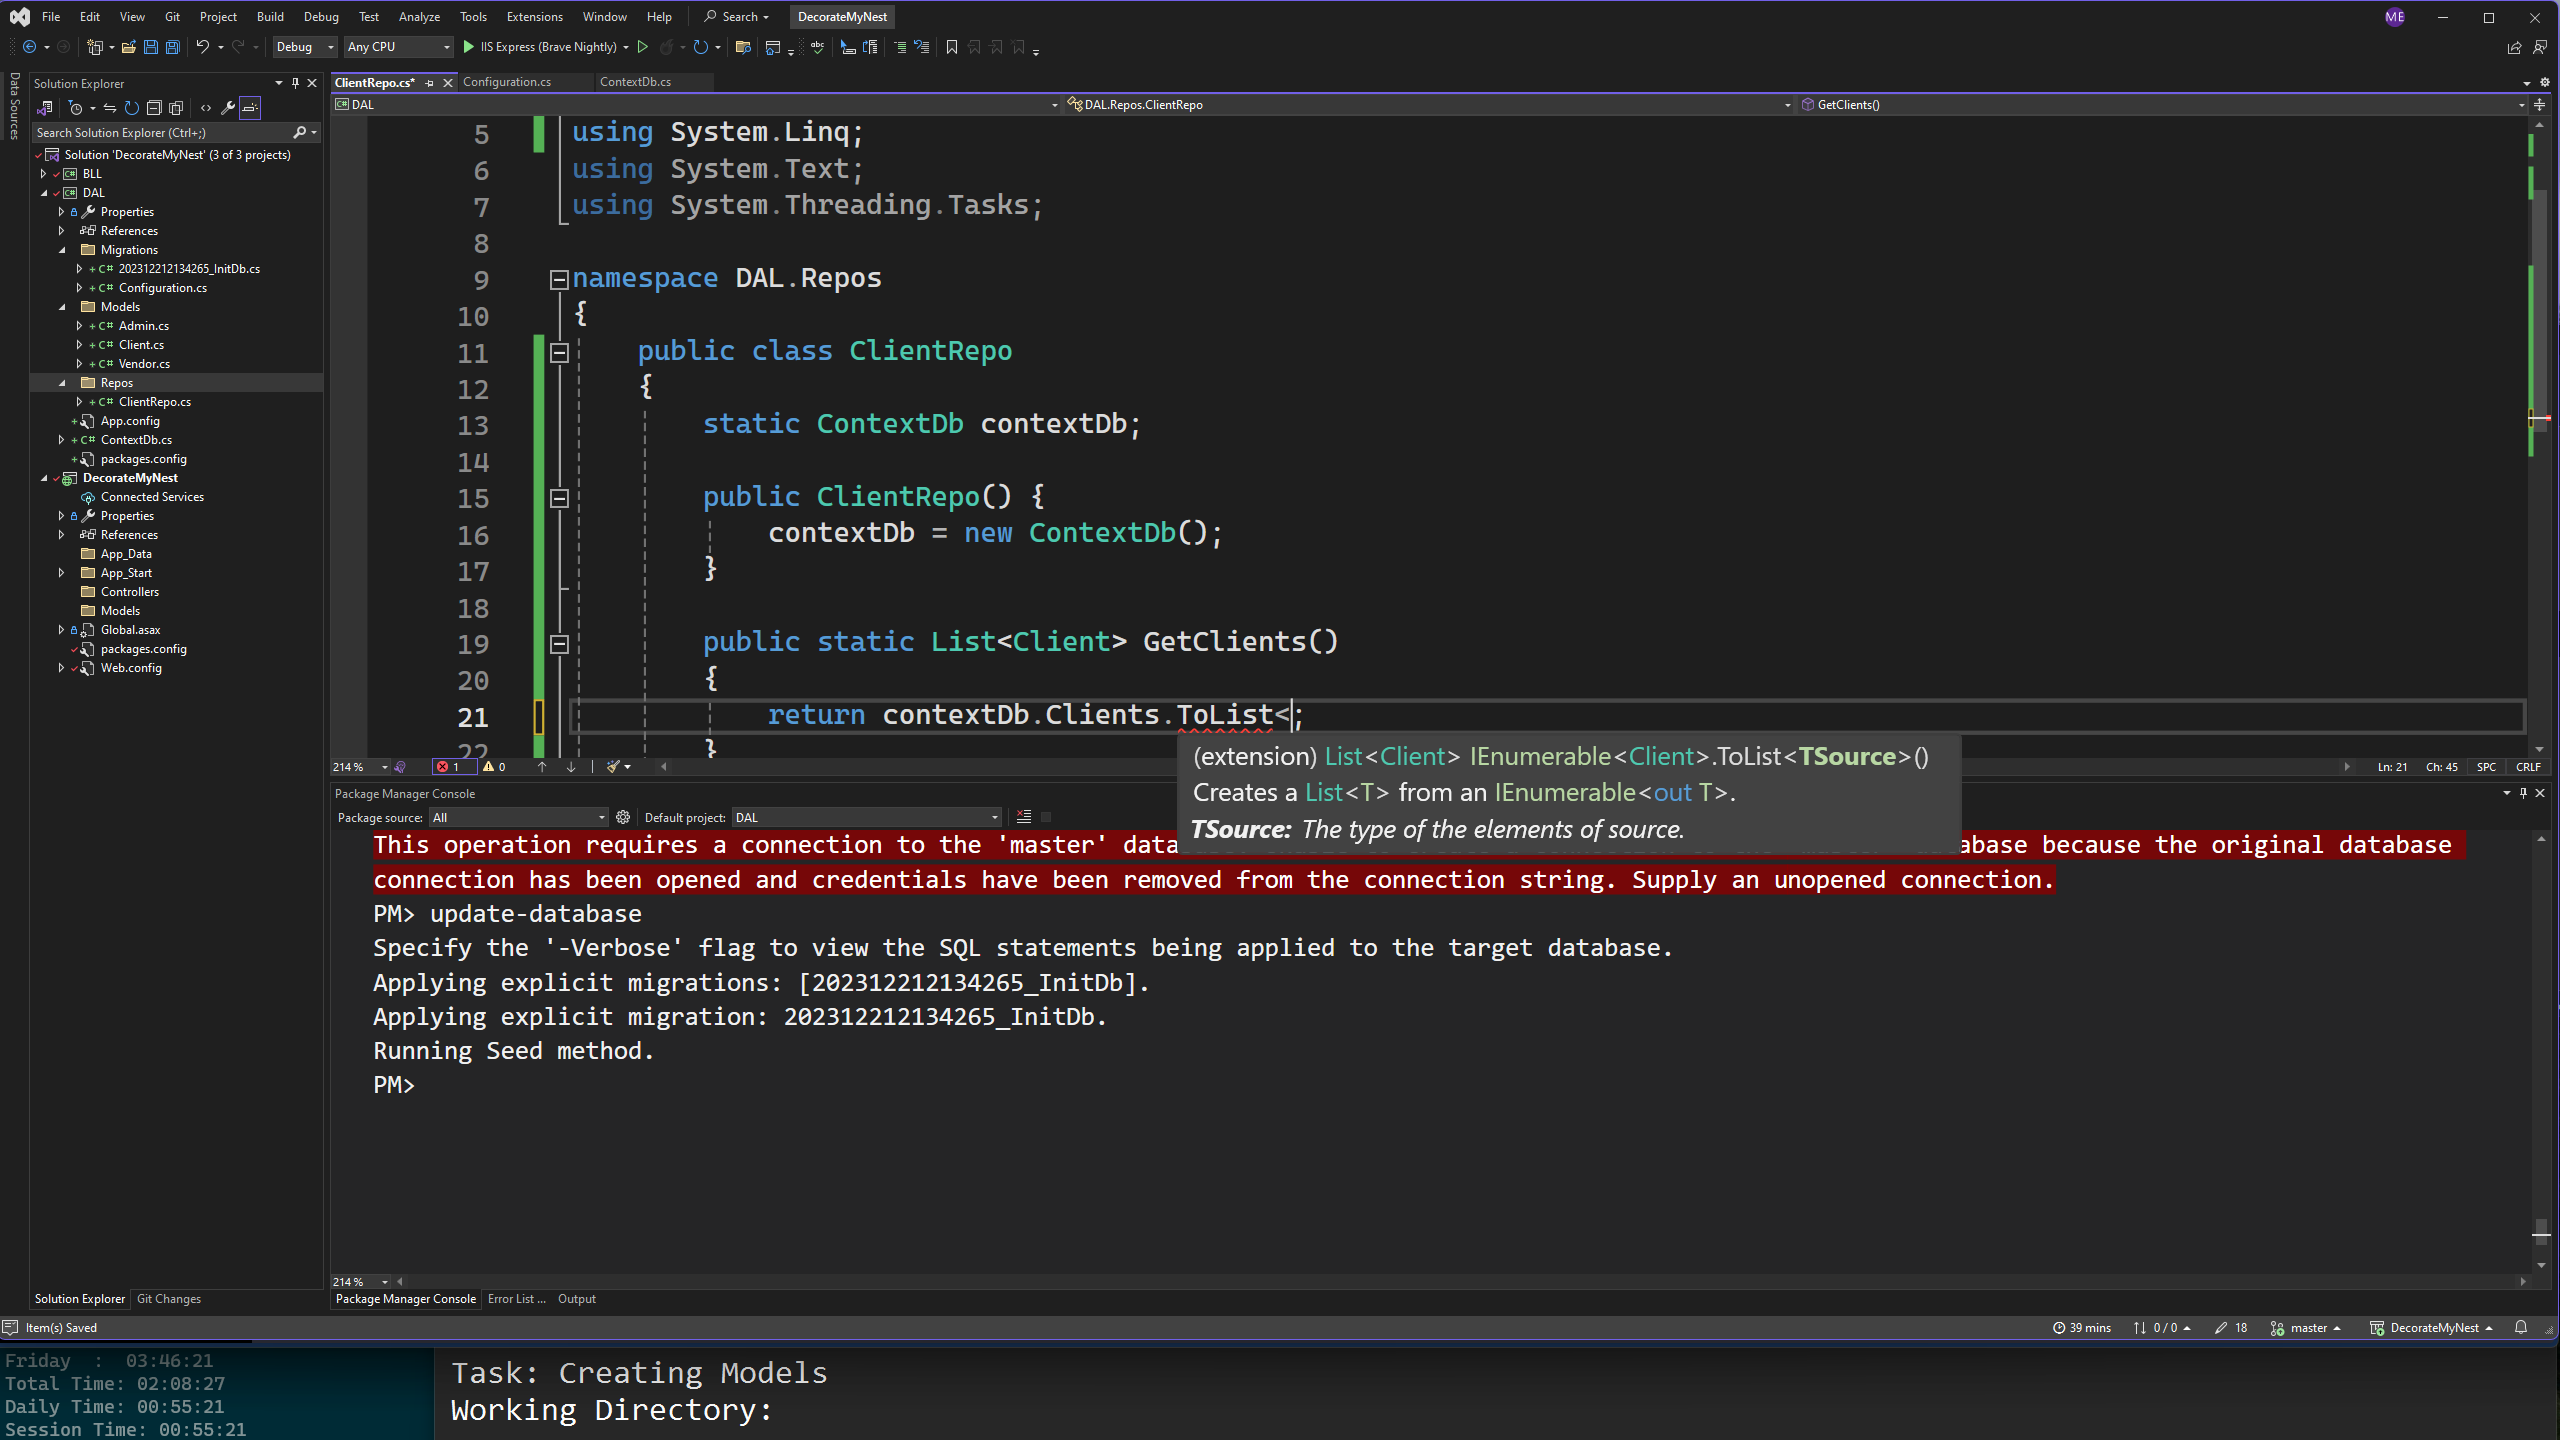 File Edit View Git Project Build Debug Test Analyze Tools Extensions Window Help Search DecorateMyNest ME
Debug Any CPU IIS Express (Brave Nightly)
Data Sources
Solution Explorer
Search Solution Explorer (Ctrl+;)
Solution 'DecorateMyNest' (3 of 3 projects)
BLL
DAL
Properties
References
Migrations
202312212134265_InitDb.cs
Configuration.cs
Models
Admin.cs
Client.cs
Vendor.cs
Repos
ClientRepo.cs
App.config
ContextDb.cs
packages.config
DecorateMyNest
Connected Services
Properties
References
App_Data
App_Start
Controllers
Models
Global.asax
packages.config
Web.config
Solution Explorer Git Changes
ClientRepo.cs* Configuration.cs ContextDb.cs
DAL DAL.Repos.ClientRepo GetClients()
5 using System.Linq;
6 using System.Text;
7 using System.Threading.Tasks;
8
9 namespace DAL.Repos
10 {
11 public class ClientRepo
12 {
13 static ContextDb contextDb;
14
15 public ClientRepo() {
16 contextDb = new ContextDb();
17 }
18
19 public static List<Client> GetClients()
20 {
21 return contextDb.Clients.ToList<;
22 }
(extension) List<Client> IEnumerable<Client>.ToList<TSource>()
Creates a List<T> from an IEnumerable<out T>.
TSource: The type of the elements of source.
214 % 1 0 Ln: 21 Ch: 45 SPC CRLF
Package Manager Console
Package source: All Default project: DAL
This operation requires a connection to the 'master' abase because the original database
connection has been opened and credentials have been removed from the connection string. Supply an unopened connection.
PM> update-database
Specify the '-Verbose' flag to view the SQL statements being applied to the target database.
Applying explicit migrations: [202312212134265_InitDb].
Applying explicit migration: 202312212134265_InitDb.
Running Seed method.
PM>
214 %
Package Manager Console Error List ... Output
Item(s) Saved 39 mins 0 / 0 18 master DecorateMyNest
Friday : 03:46:21
Total Time: 02:08:27
Daily Time: 00:55:21
Session Time: 00:55:21
Task: Creating Models
Working Directory: